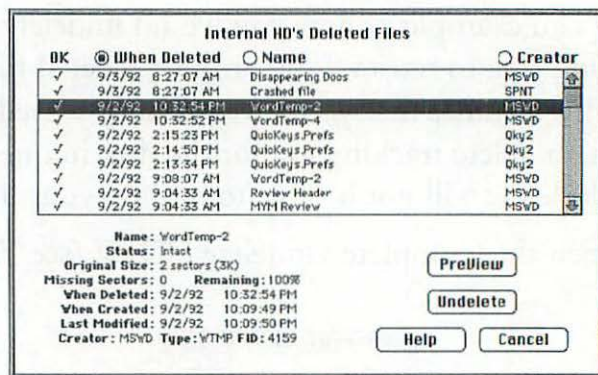 Internal HD's Deleted Files
OK When Deleted Name Creator
✓ 9/3/92 8:27:07 AM Disappearing Docs MSWD
✓ 9/3/92 8:27:07 AM Crashed file SPNT
✓ 9/2/92 10:32:54 PM WordTemp-2 MSWD
✓ 9/2/92 10:32:52 PM WordTemp-4 MSWD
✓ 9/2/92 2:15:23 PM QuicKeys.Prefs Qky2
✓ 9/2/92 2:14:50 PM QuicKeys.Prefs Qky2
✓ 9/2/92 1:23:34 PM QuicKeys.Prefs Qky2
✓ 9/2/92 9:08:07 AM WordTemp-2 MSWD
✓ 9/2/92 9:04:33 AM Review Header MSWD
✓ 9/2/92 9:04:33 AM MYM Review MSWD
Name: WordTemp-2
Status: Intact
Original Size: 2 sectors (3K)
Missing Sectors: 0 Remaining: 100%
When Deleted: 9/2/92 10:32:54 PM
When Created: 9/2/92 10:09:49 PM
Last Modified: 9/2/92 10:09:50 PM
Creator: MSWD Type: WTMP FID: 4159
PreView
Undelete
Help Cancel